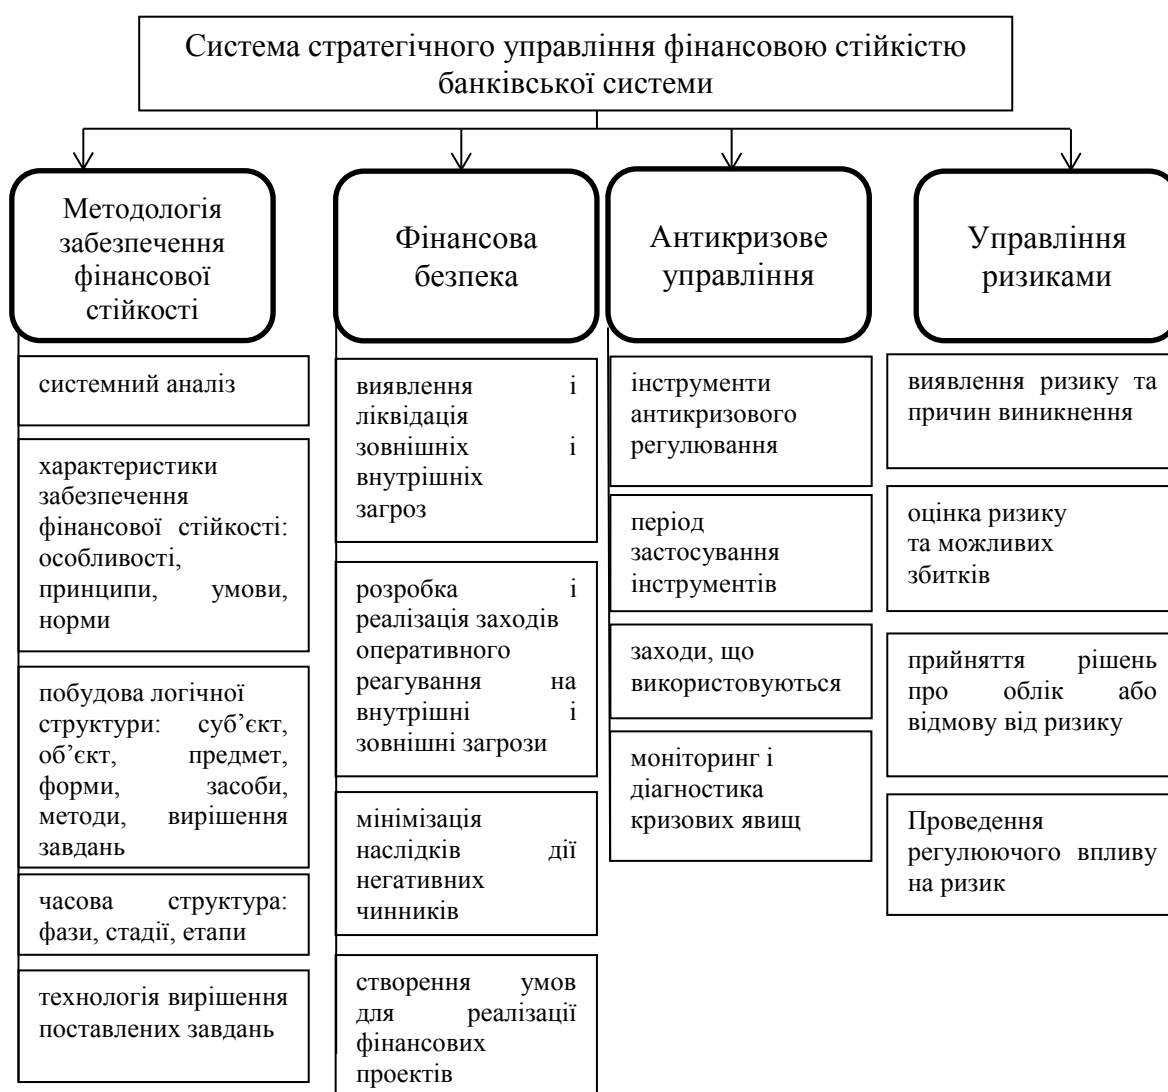 Система стратегічного управління фінансовою стійкістю
банківської системи
Методологія
забезпечення
фінансової
стійкості
системний аналіз
характеристики
забезпечення
фінансової стійкості:
особливості,
принципи, умови,
норми
побудова логічної
структури: суб’єкт,
об’єкт, предмет,
форми, засоби,
методи, вирішення
завдань
часова структура:
фази, стадії, етапи
технологія вирішення
поставлених завдань
Фінансова
безпека
виявлення і
ліквідація
зовнішніх і
внутрішніх
загроз
розробка і
реалізація заходів
оперативного
реагування на
внутрішні і
зовнішні загрози
мінімізація
наслідків дії
негативних
чинників
створення умов
для реалізації
фінансових
проектів
Антикризове
управління
інструменти
антикризового
регулювання
період
застосування
інструментів
заходи, що
використовуються
моніторинг і
діагностика
кризових явищ
Управління
ризиками
виявлення ризику та
причин виникнення
оцінка ризику
та можливих
збитків
прийняття рішень
про облік або
відмову від ризику
Проведення
регулюючого впливу
на ризик